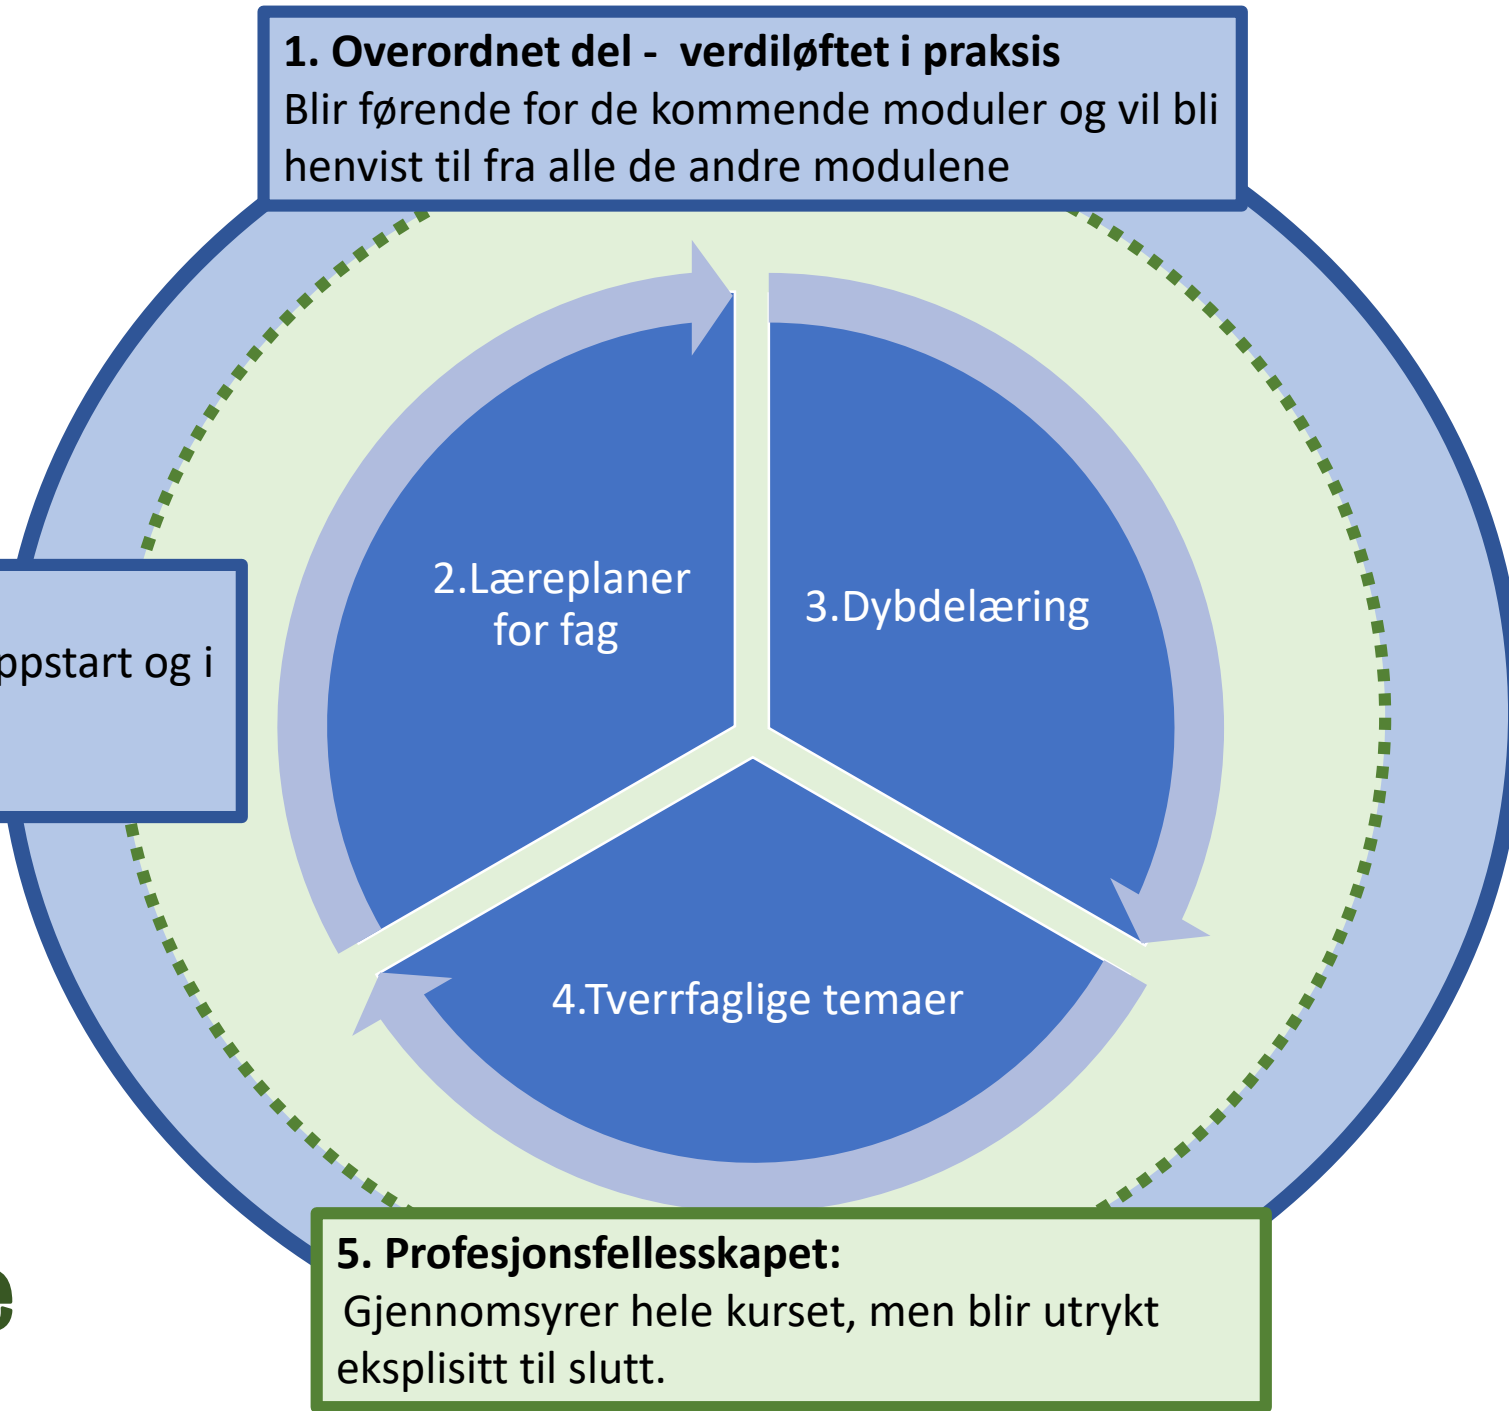 1. Overordnet del -  verdiløftet i praksis
Blir førende for de kommende moduler og vil bli
henvist til fra alle de andre modulene
2.Læreplaner
for fag
3.Dybdelæring
og i
4.Tverrfaglige temaer
5. Profesjonsfellesskapet:
Gjennomsyrer hele kurset, men blir utrykt
eksplisitt til slutt.